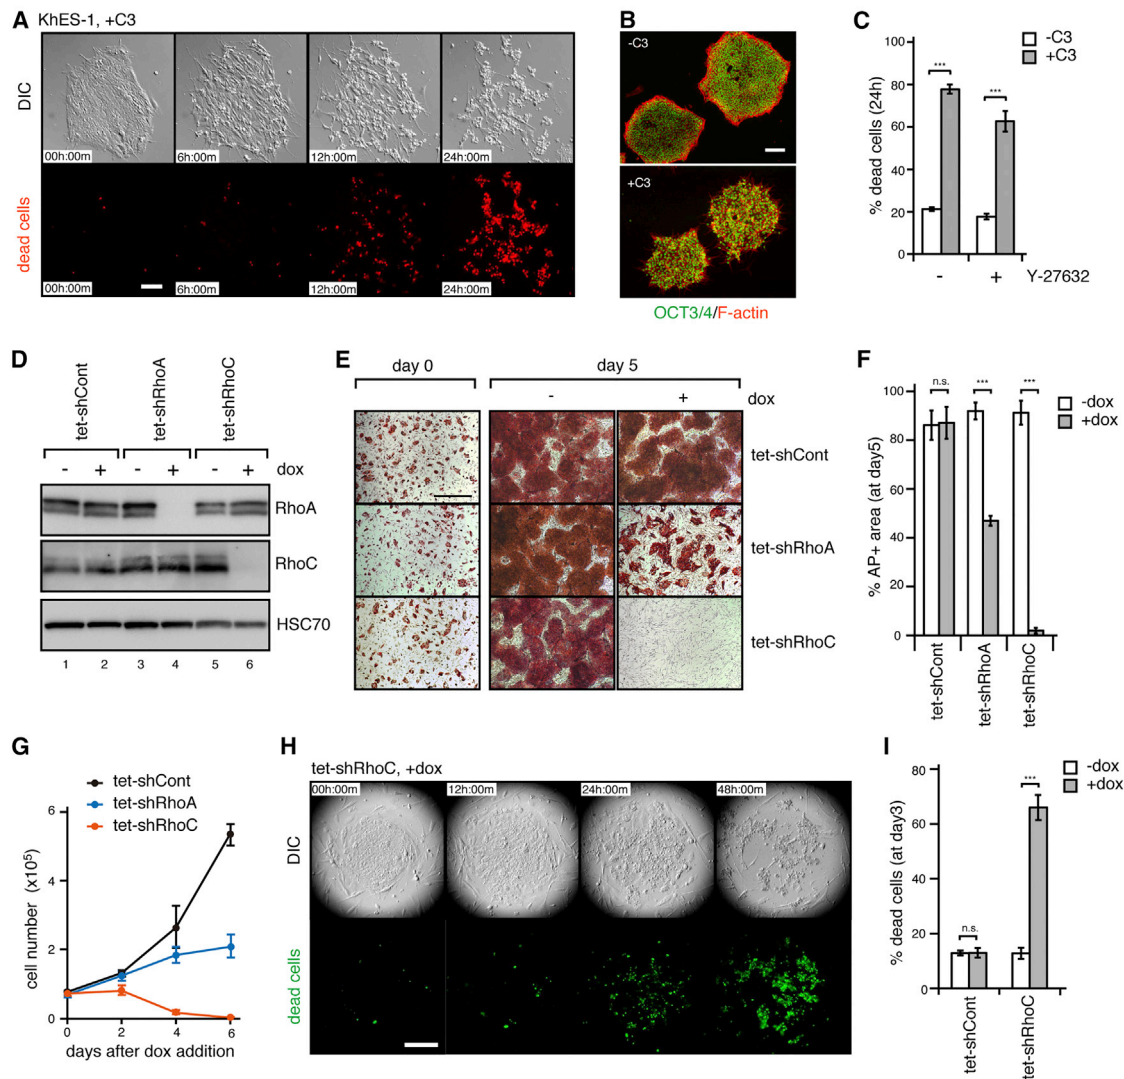 A
KhES-1, +C3
DIC
00h:00m
6h:00m
12h:00m
24h:00m
dead cells
00h:00m
6h:00m
12h:00m
24h:00m
B
-C3
+C3
OCT3/4/F-actin
C
-C3
+C3
% dead cells (24h)
100
80
60
40
20
0
***
***
-
+
Y-27632
D
tet-shCont
tet-shRhoA
tet-shRhoC
-
+
-
+
-
+
dox
RhoA
RhoC
HSC70
1
2
3
4
5
6
E
day 0
day 5
-
+
dox
tet-shCont
tet-shRhoA
tet-shRhoC
F
-dox
+dox
% AP+ area (at day5)
100
80
60
40
80
0
n.s.
***
***
tet-shCont
tet-shRhoA
tet-shRhoC
G
tet-shCont
tet-shRhoA
tet-shRhoC
cell number (x10⁵)
6
4
2
0
0
2
4
6
days after dox addition
H
tet-shRhoC, +dox
DIC
00h:00m
12h:00m
24h:00m
48h:00m
dead cells
I
-dox
+dox
% dead cells (at day3)
80
60
40
20
0
n.s.
***
tet-shCont
tet-shRhoC